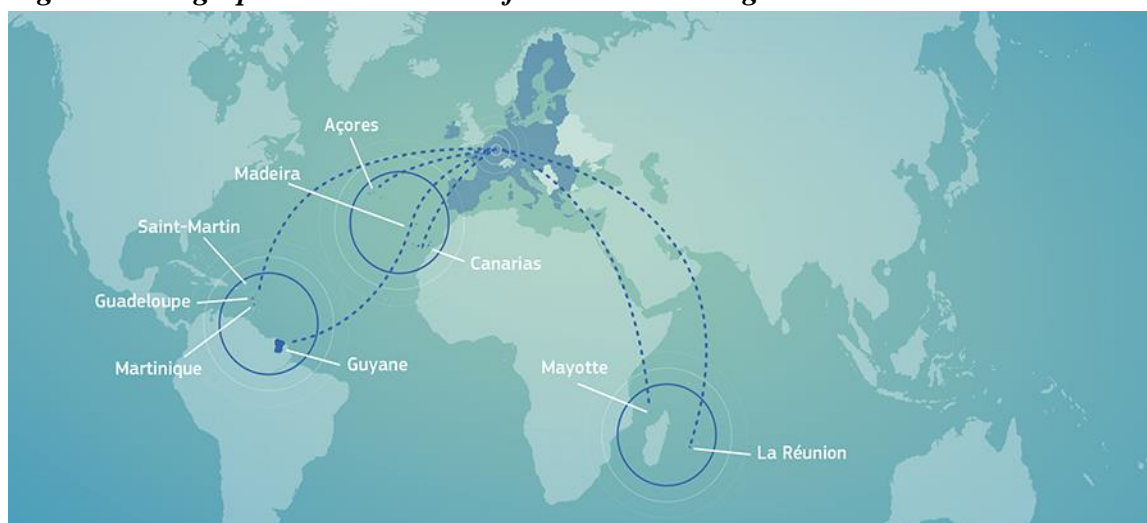 Açores
Madeira
Saint-Martin
Canarias
Guadeloupe
Martinique
Guyane
Mayotte
La Réunion